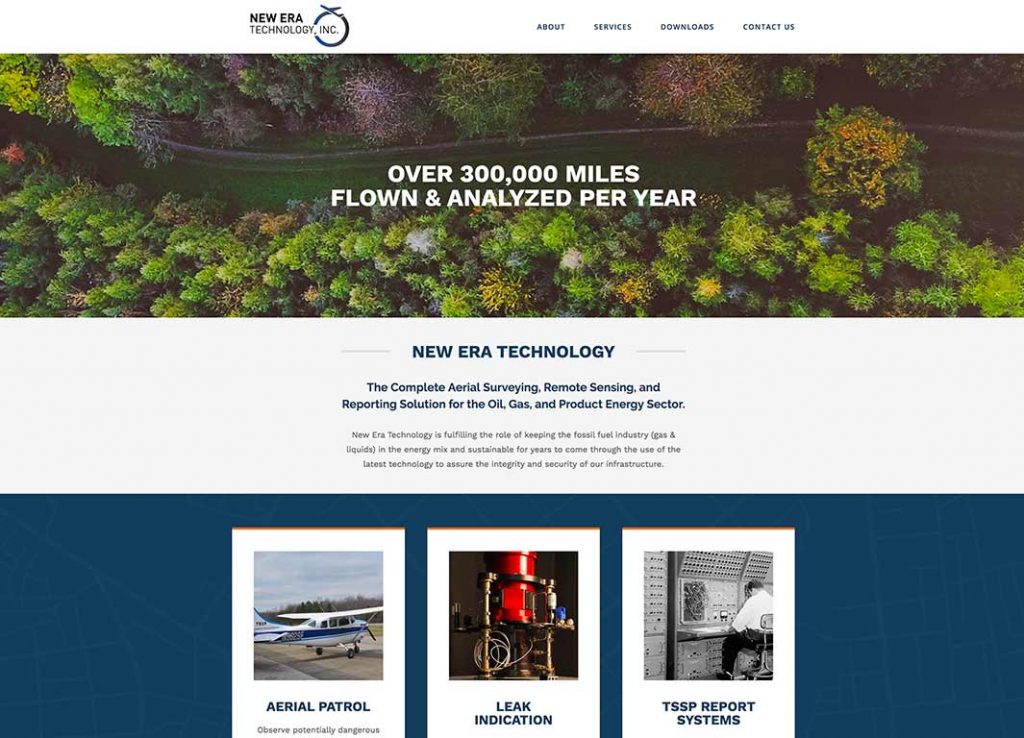 NEW ERA
TECHNOLOGY, INC.
ABOUT
SERVICES
DOWNLOADS
CONTACT US
OVER 300,000 MILES
FLOWN & ANALYZED PER YEAR
NEW ERA TECHNOLOGY
The Complete Aerial Surveying, Remote Sensing, and
Reporting Solution for the Oil, Gas, and Product Energy Sector.
New Era Technology is fulfilling the role of keeping the fossil fuel industry (gas &
liquids) in the energy mix and sustainable for years to come through the use of the
latest technology to assure the integrity and security of our infrastructure.
AERIAL PATROL
Observe potentially dangerous
LEAK
INDICATION
TSSP REPORT
SYSTEMS